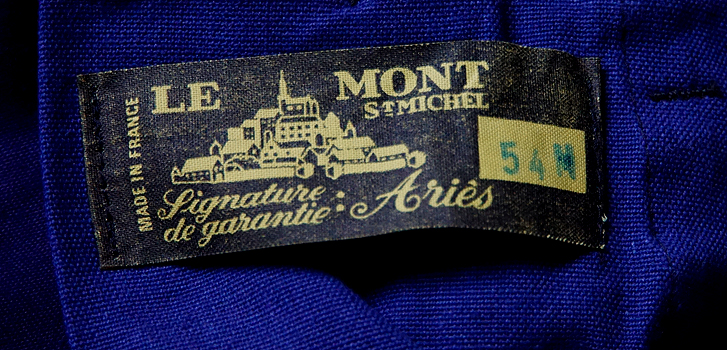 LE MONT
ST MICHEL
MADE IN FRANCE
54 N
Signature
de garantie : Ariès